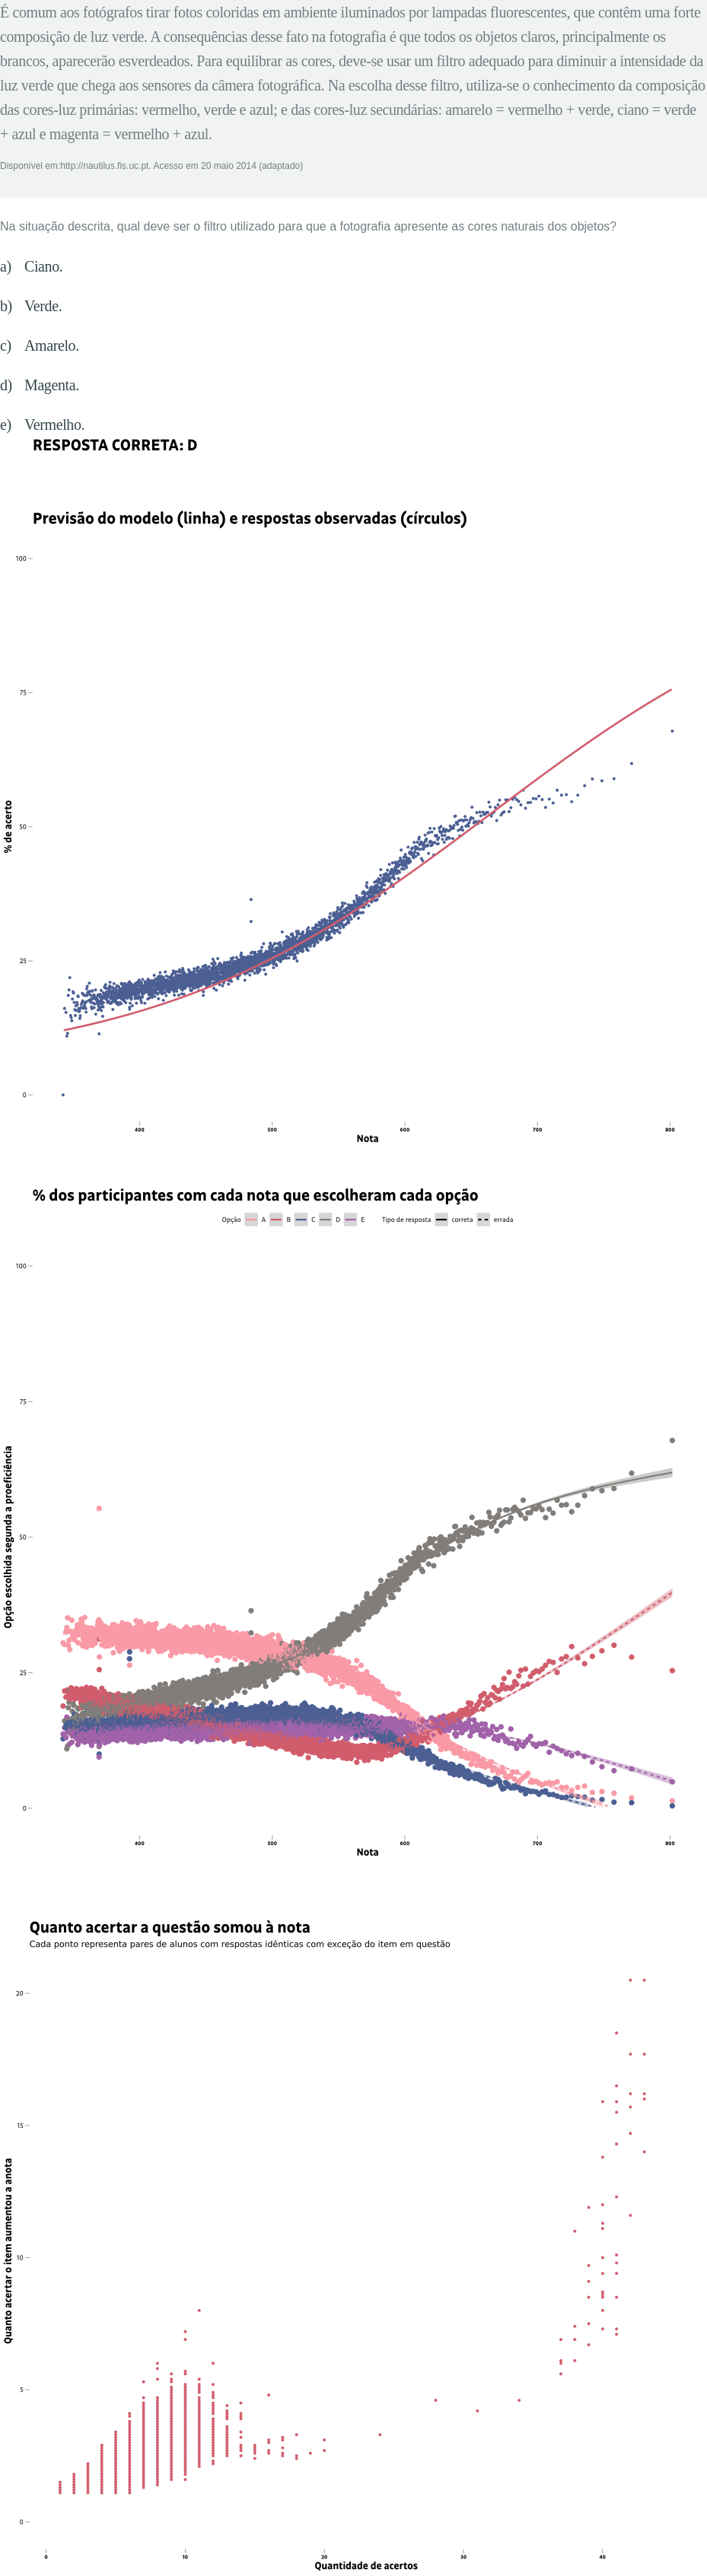 É comum aos fotógrafos tirar fotos coloridas em ambiente iluminados por lampadas fluorescentes, que contêm uma forte
composição de luz verde. A consequências desse fato na fotografia é que todos os objetos claros, principalmente os
brancos, aparecerão esverdeados. Para equilibrar as cores, deve-se usar um filtro adequado para diminuir a intensidade da
luz verde que chega aos sensores da câmera fotográfica. Na escolha desse filtro, utiliza-se o conhecimento da composição
das cores-luz primárias: vermelho, verde e azul; e das cores-luz secundárias: amarelo = vermelho + verde, ciano = verde
+ azul e magenta = vermelho + azul.
Disponível em:http://nautilus.fis.uc.pt. Acesso em 20 maio 2014 (adaptado)
Na situação descrita, qual deve ser o filtro utilizado para que a fotografia apresente as cores naturais dos objetos?
a) Ciano.
b) Verde.
c) Amarelo.
d) Magenta.
e) Vermelho.
RESPOSTA CORRETA: D
Previsão do modelo (linha) e respostas observadas (círculos)
100
75
50
25
0
% de acerto
400 500 600 700 800
Nota
% dos participantes com cada nota que escolheram cada opção
Opção A B C D E Tipo de resposta correta errada
100
75
50
25
0
Opção escolhida segunda a proeficiência
400 500 600 700 800
Nota
Quanto acertar a questão somou à nota
Cada ponto representa pares de alunos com respostas idênticas com exceção do item em questão
20
15
10
5
0
Quanto acertar o item aumentou a anota
0 10 20 30 40
Quantidade de acertos